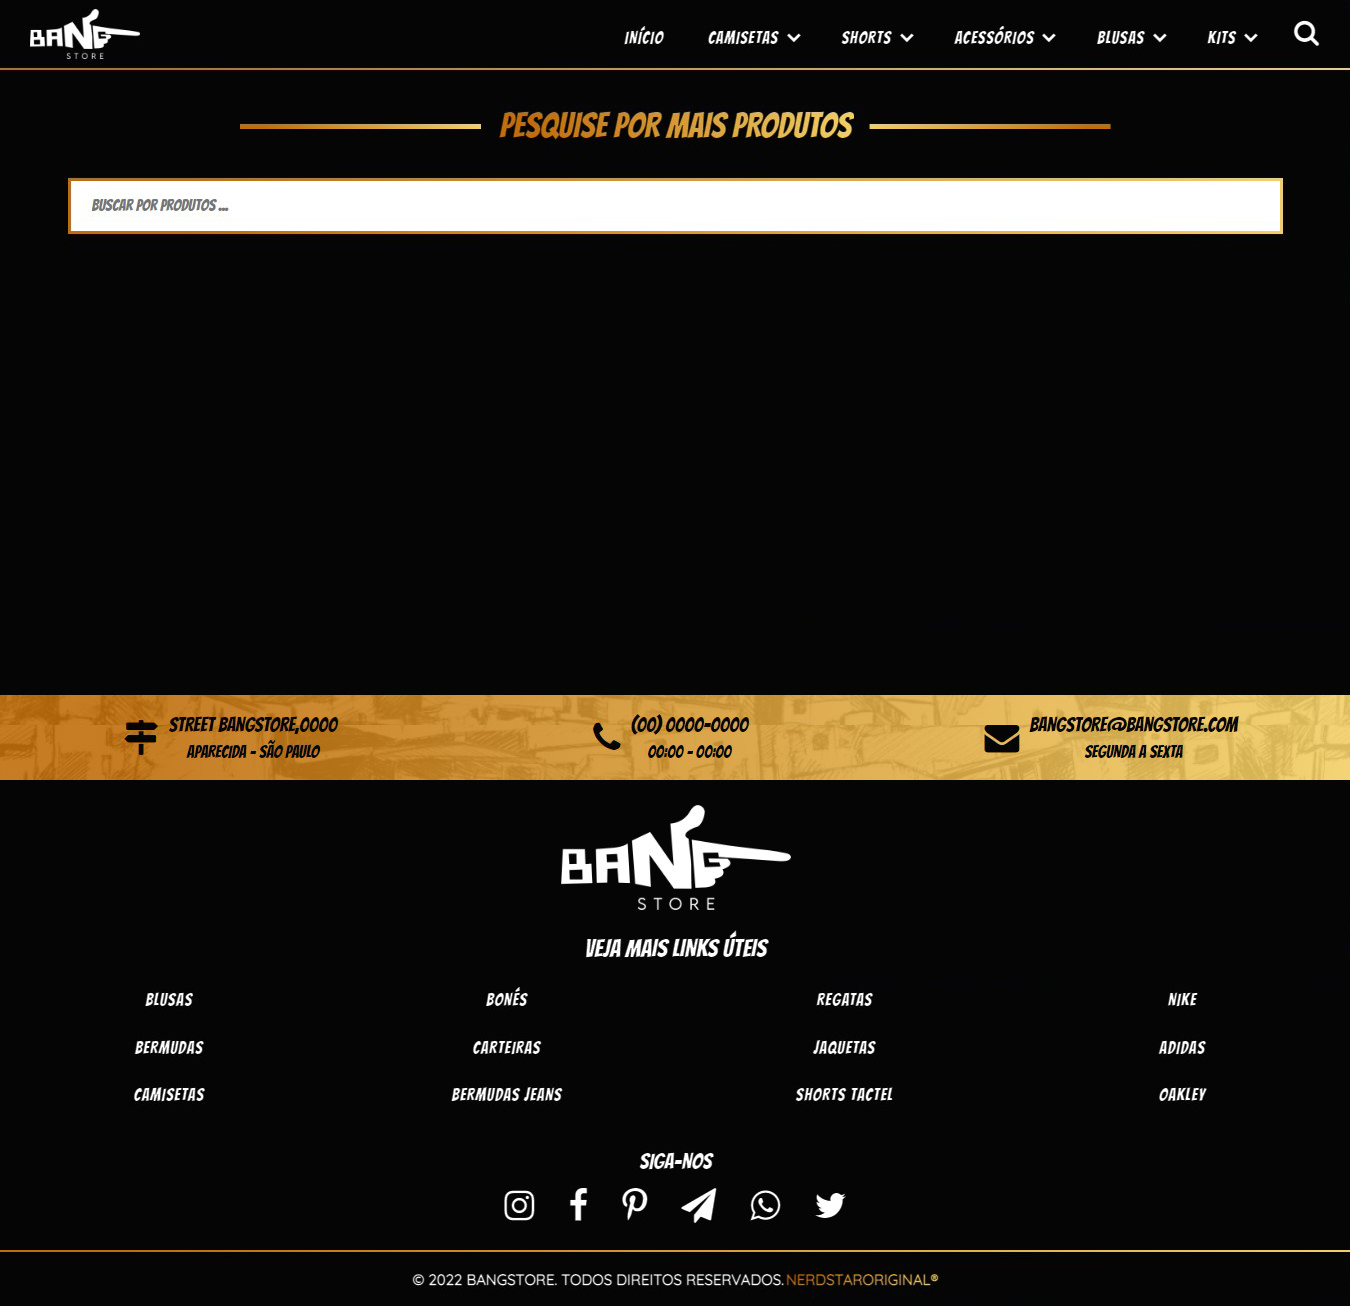 BANG
STORE
INÍCIO CAMISETAS SHORTS ACESSÓRIOS BLUSAS KITS
PESQUISE POR MAIS PRODUTOS
BUSCAR POR PRODUTOS ...
STREET BANGSTORE,0000
APARECIDA - SÃO PAULO
(00) 0000-0000
00:00 - 00:00
BANGSTORE@BANGSTORE.COM
SEGUNDA A SEXTA
BANG
STORE
VEJA MAIS LINKS ÚTEIS
BLUSAS BONÉS REGATAS NIKE
BERMUDAS CARTEIRAS JAQUETAS ADIDAS
CAMISETAS BERMUDAS JEANS SHORTS TACTEL OAKLEY
SIGA-NOS
© 2022 BANGSTORE. TODOS DIREITOS RESERVADOS. NERDSTARORIGINAL®